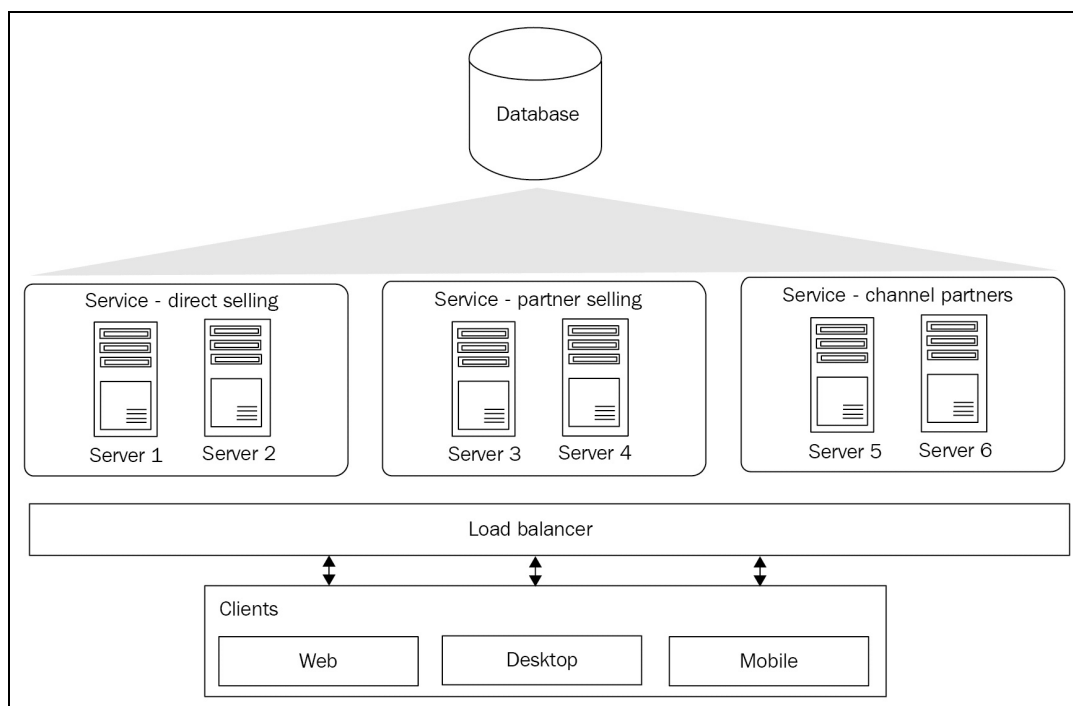 Database
Service - direct selling
Service - partner selling
Service - channel partners
Server 1
Server 2
Server 3
Server 4
Server 5
Server 6
Load balancer
Clients
Web
Desktop
Mobile